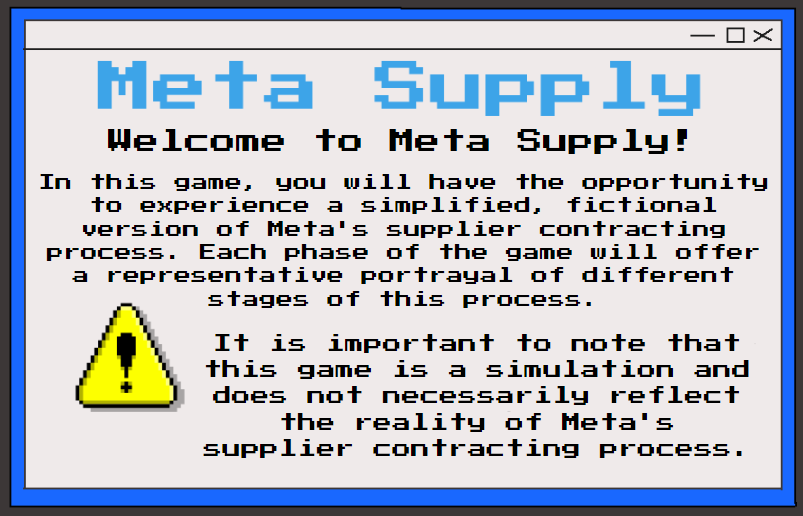 Meta Supply
Welcome to Meta Supply!
In this game, you will have the opportunity
to experience a simplified, fictional
version of Meta's supplier contracting
process. Each phase of the game will offer
a representative portrayal of different
stages of this process.
It is important to note that
this game is a simulation and
does not necessarily reflect
the reality of Meta's
supplier contracting process.